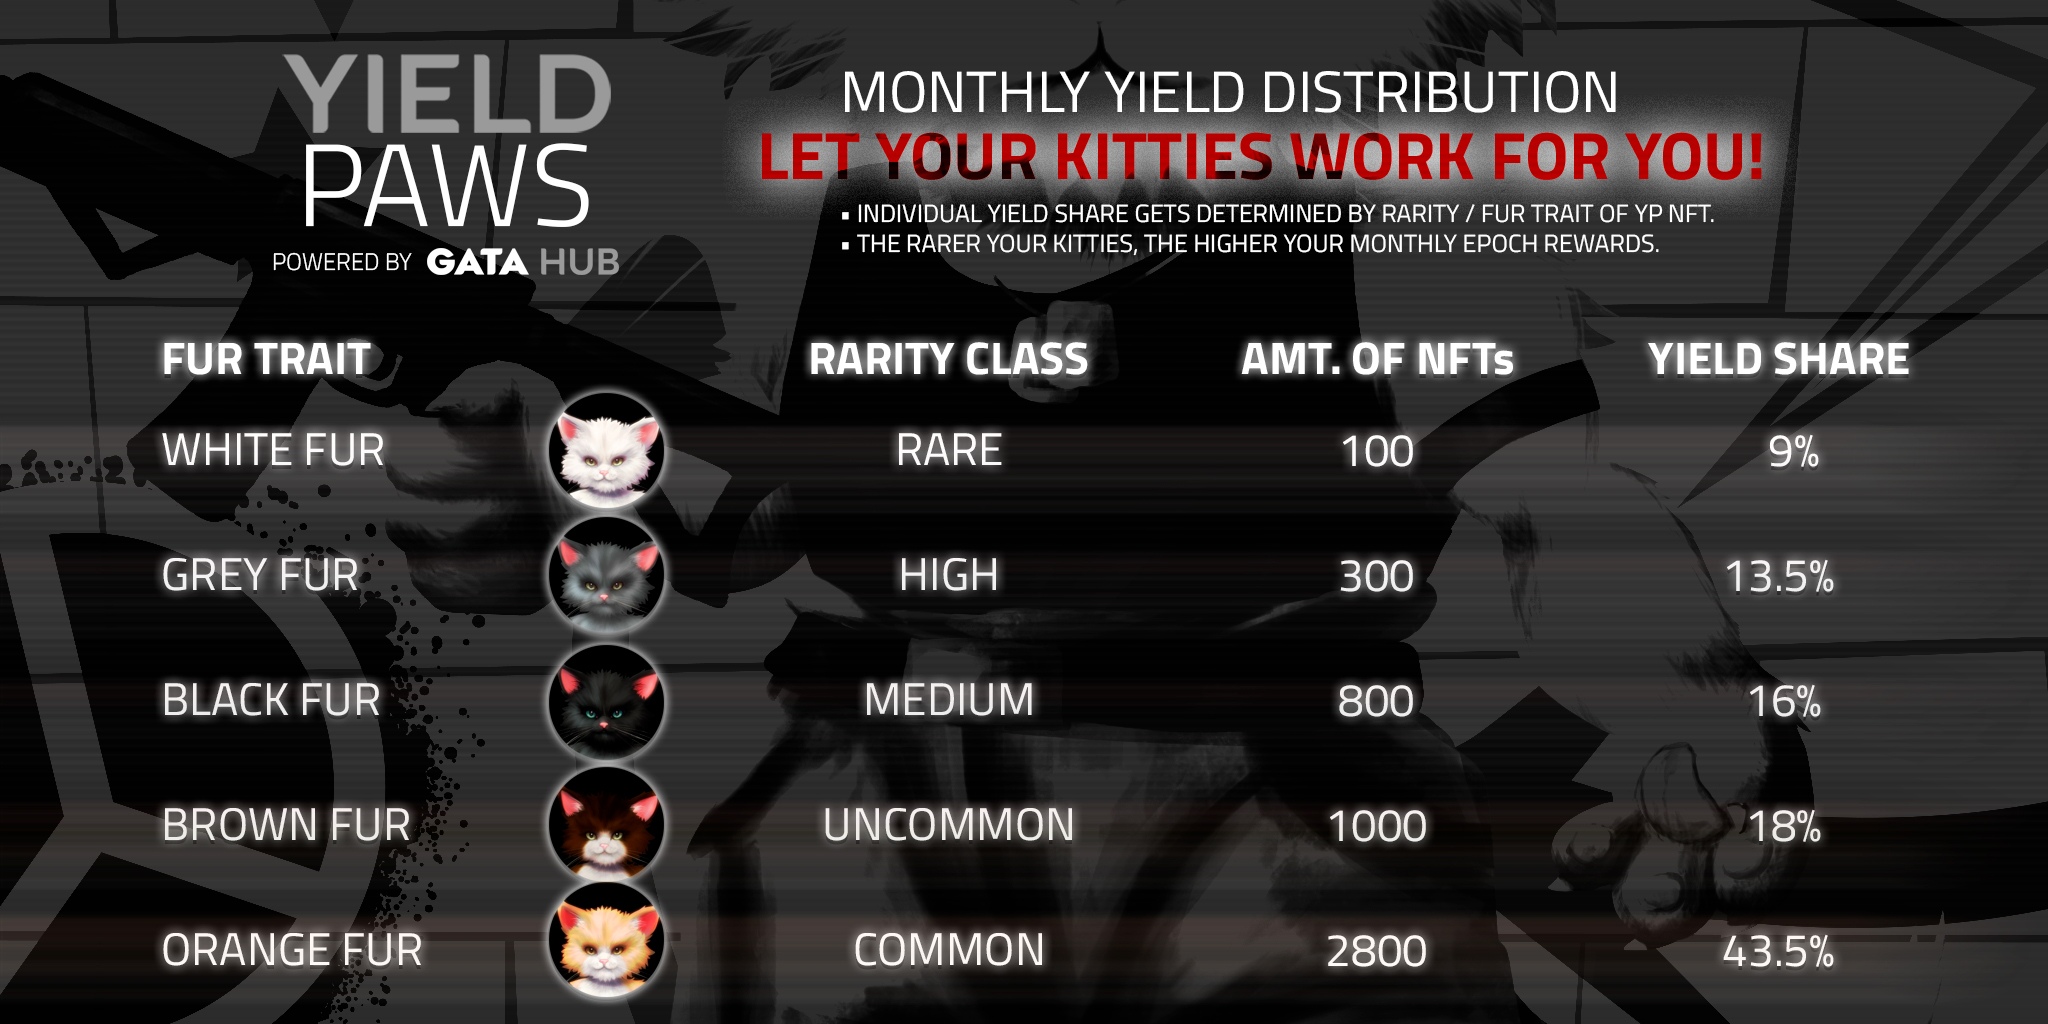 YIELD
PAWS
POWERED BY GATA HUB
MONTHLY YIELD DISTRIBUTION
LET YOUR KITTIES WORK FOR YOU!
▪ INDIVIDUAL YIELD SHARE GETS DETERMINED BY RARITY / FUR TRAIT OF YP NFT.
▪ THE RARER YOUR KITTIES, THE HIGHER YOUR MONTHLY EPOCH REWARDS.
FUR TRAIT RARITY CLASS AMT. OF NFTs YIELD SHARE
WHITE FUR RARE 100 9%
GREY FUR HIGH 300 13.5%
BLACK FUR MEDIUM 800 16%
BROWN FUR UNCOMMON 1000 18%
ORANGE FUR COMMON 2800 43.5%